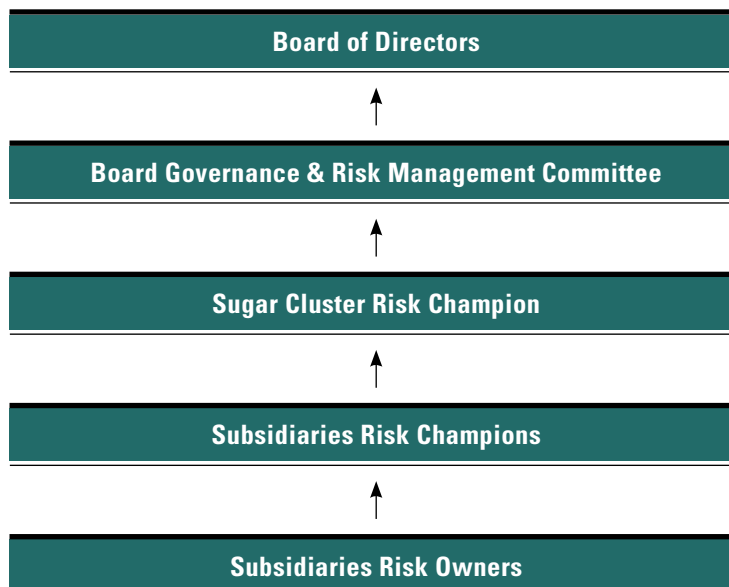 Board of Directors
Board Governance & Risk Management Committee
Sugar Cluster Risk Champion
Subsidiaries Risk Champions
Subsidiaries Risk Owners